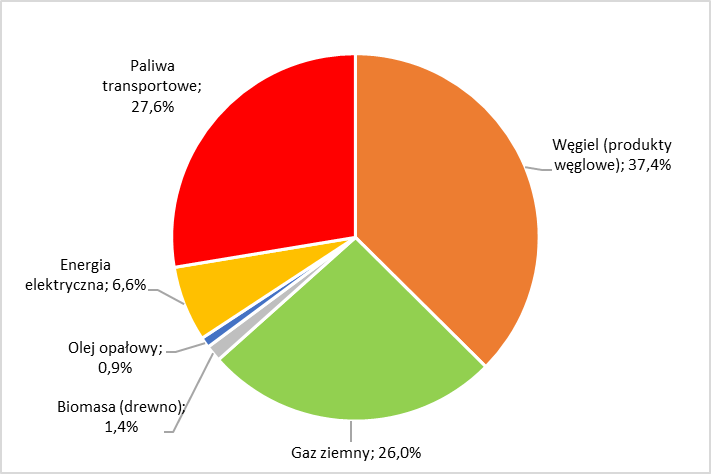 Paliwa
transportowe;
27,6%
Węgiel (produkty
węglowe); 37,4%
Energia
elektryczna; 6,6%
Olej opałowy;
0,9%
Biomasa (drewno);
1,4%
Gaz ziemny; 26,0%